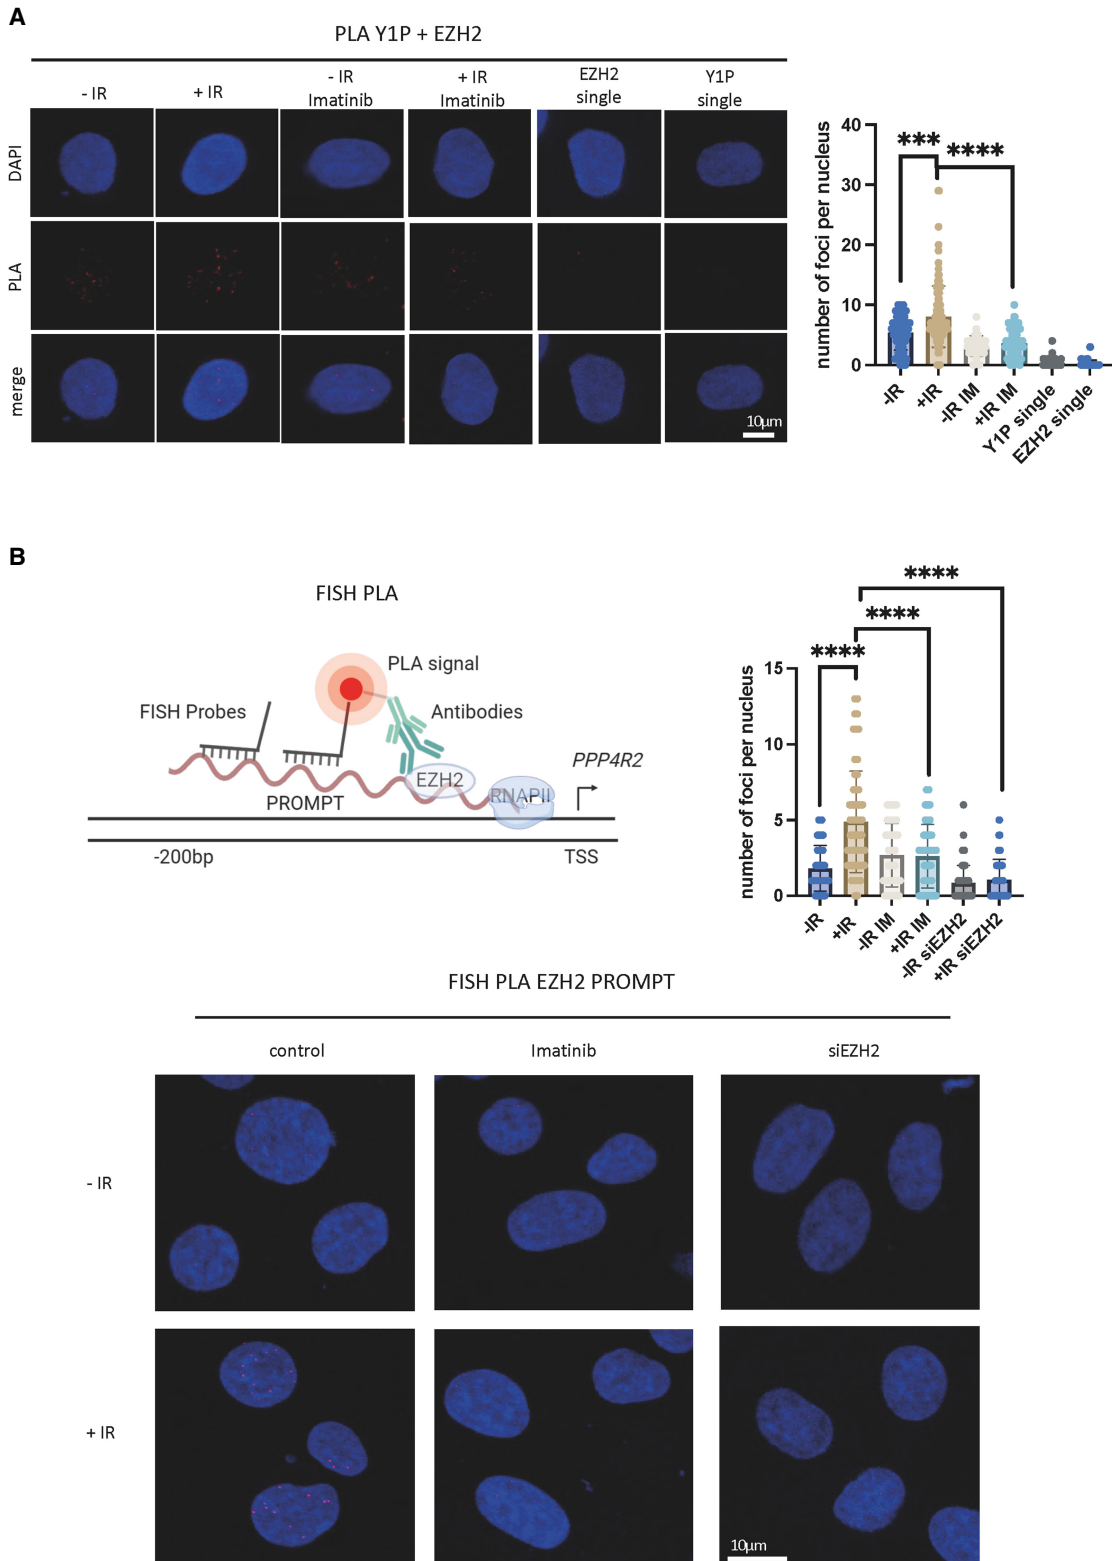 A
PLA Y1P + EZH2
- IR
+ IR
- IR
Imatinib
+ IR
Imatinib
EZH2
single
Y1P
single
DAPI
PLA
merge
10µm
number of foci per nucleus
40
30
20
10
0
***
****
-IR
+IR
-IR IM
+IR IM
Y1P single
EZH2 single
B
FISH PLA
PLA signal
FISH Probes
Antibodies
EZH2
PROMPT
RNAPII
PPP4R2
-200bp
TSS
number of foci per nucleus
15
10
5
0
****
****
****
-IR
+IR
-IR IM
+IR IM
-IR siEZH2
+IR siEZH2
FISH PLA EZH2 PROMPT
control
Imatinib
siEZH2
- IR
+ IR
10µm